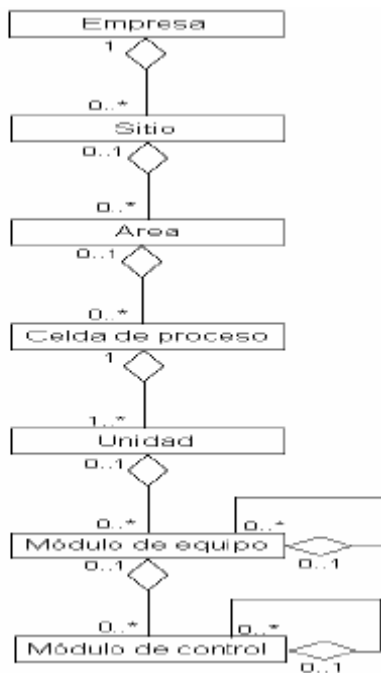 Empresa
1
0..*
Sitio
0..1
0..*
Area
0..1
0..*
Celda de proceso
1
1..*
Unidad
0..1
0..*
0..*
Módulo de equipo
0..1
0..1
0..*
0..*
Módulo de control
0..1